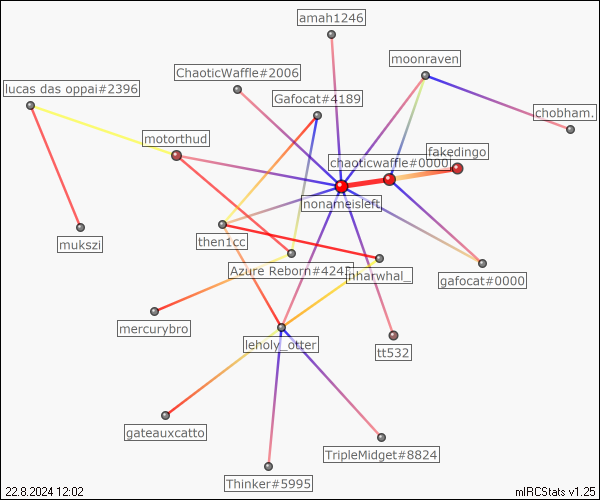 amah1246
moonraven
ChaoticWaffle#2006
lucas das oppai#2396
Gafocat#4189
chobham.
motorthud
fakedingo
chaoticwaffle#0000
nonameisleft
mukszi
then1cc
Azure Reborn#424
nharwhal_
gafocat#0000
mercurybro
leholy_otter
tt532
gateauxcatto
TripleMidget#8824
Thinker#5995
22.8.2024 12:02
mIRCStats v1.25